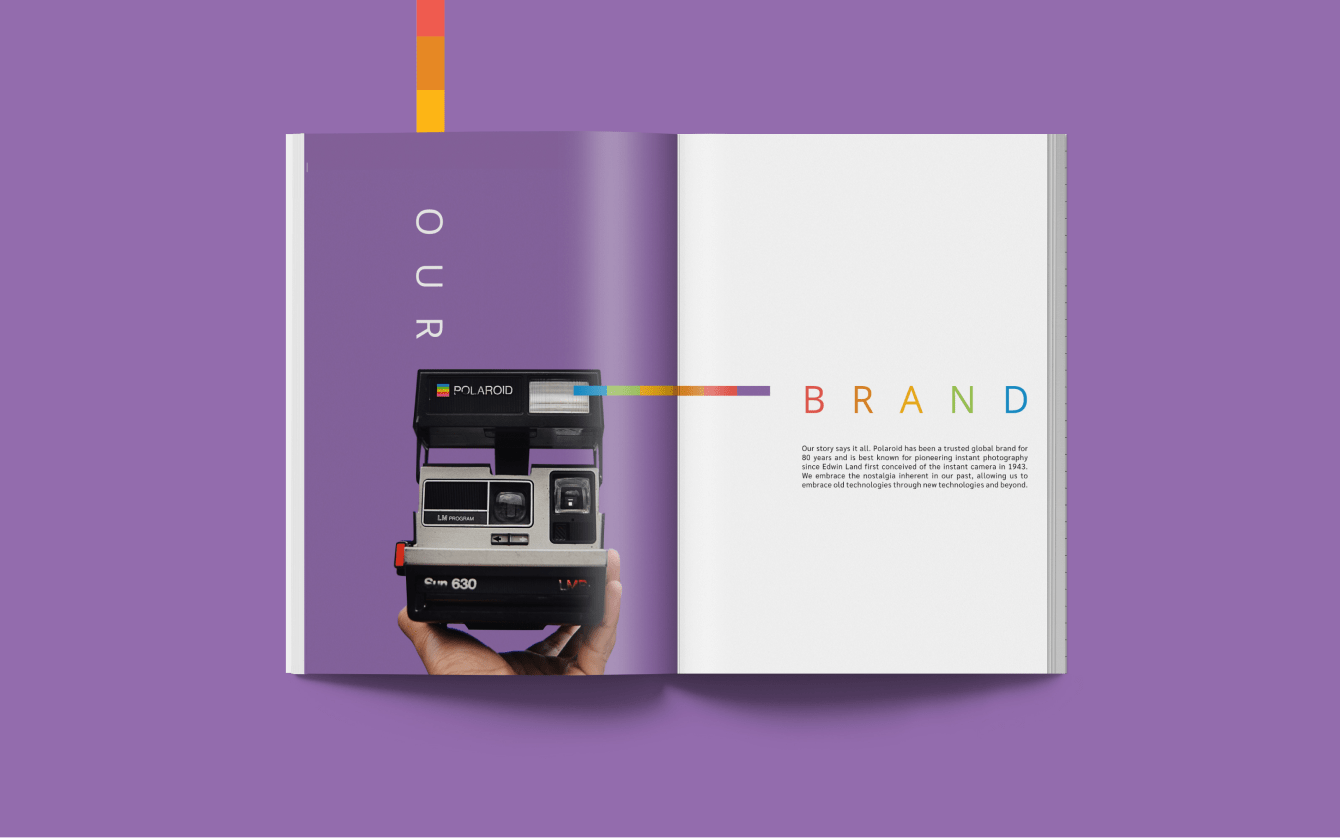 OUR
POLAROID
LM PROGRAM
Sun 630
LMS
BRAND
Our story says it all. Polaroid has been a trusted global brand for
80 years and is best known for pioneering instant photography
since Edwin Land first conceived of the instant camera in 1943.
We embrace the nostalgia inherent in our past, allowing us to
embrace old technologies through new technologies and beyond.